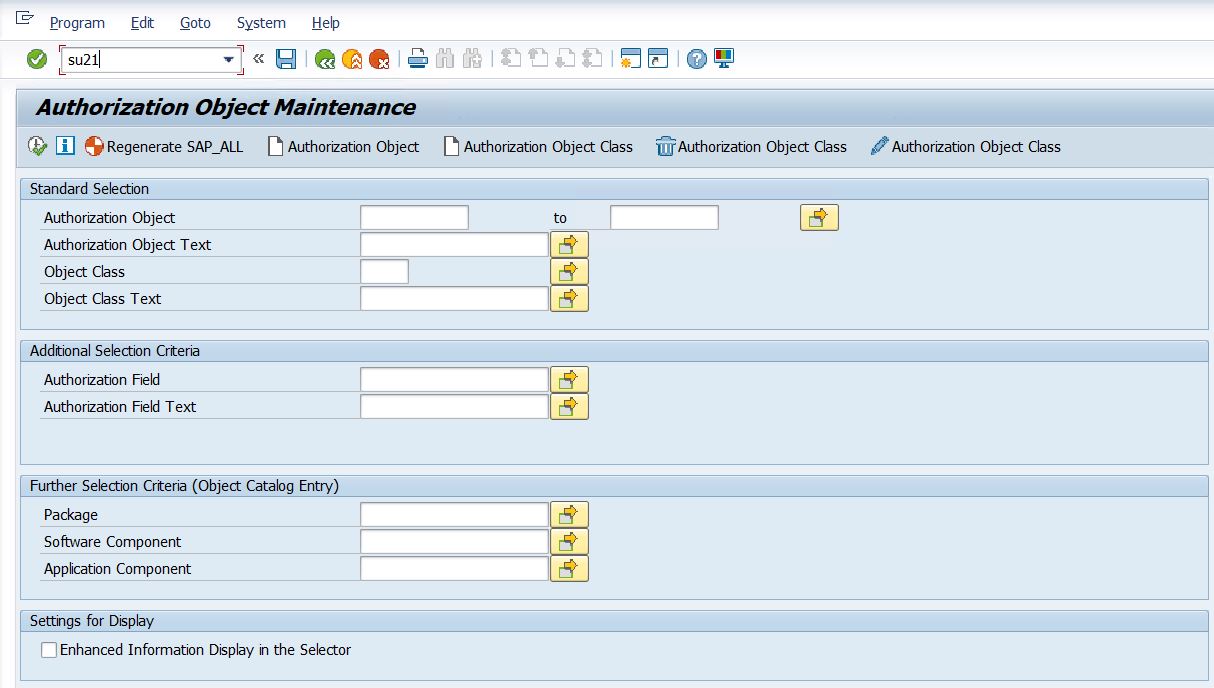 Program Edit Goto System Help
su21
Authorization Object Maintenance
Regenerate SAP_ALL Authorization Object Authorization Object Class Authorization Object Class Authorization Object Class
Standard Selection
Authorization Object to
Authorization Object Text
Object Class
Object Class Text
Additional Selection Criteria
Authorization Field
Authorization Field Text
Further Selection Criteria (Object Catalog Entry)
Package
Software Component
Application Component
Settings for Display
Enhanced Information Display in the Selector